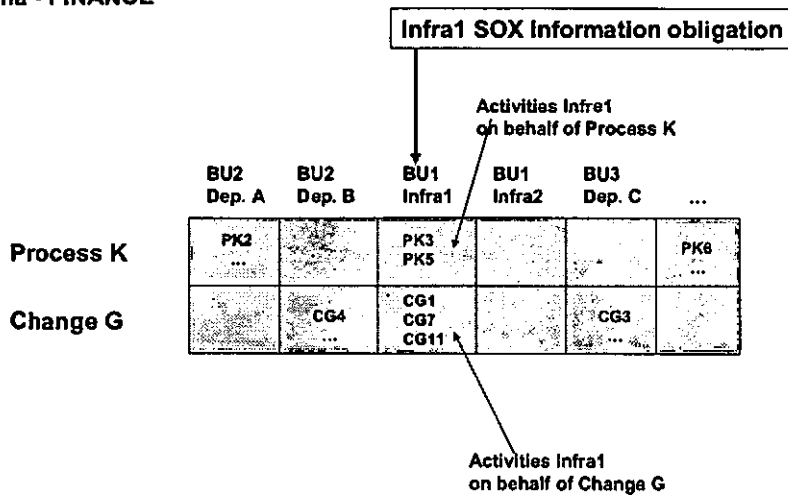 - FINANCE
Infra1 SOX Information obligation
Activities Infre1
on behalf of Process K
BU2 BU2 BU1 BU1 BU3
Dep. A Dep. B Infra1 Infra2 Dep. C ...
Process K
PK2
...
PK3
PK5
PK6
...
Change G
CG4
...
CG1
CG7
CG11
CG3
...
Activities Infra1
on behalf of Change G